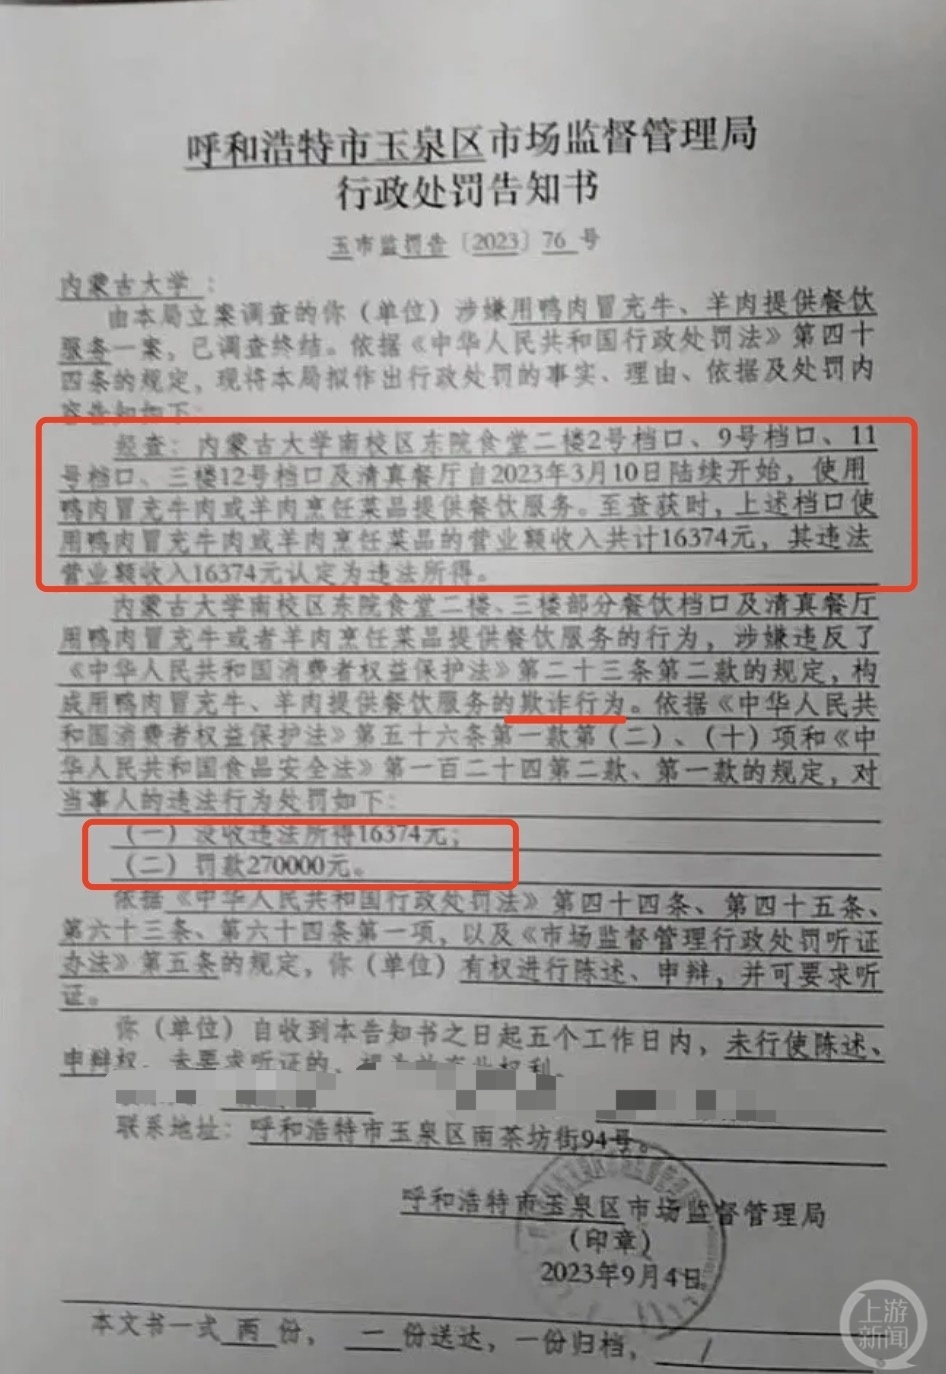 呼和浩特市玉泉区市场监督管理局
行政处罚告知书
玉市监罚告〔2023〕76 号
内蒙古大学：
由本局立案调查的你（单位）涉嫌用鸭肉冒充牛、羊肉提供餐饮
服务一案，已调查终结。依据《中华人民共和国行政处罚法》第四十
四条的规定，现将本局拟作出行政处罚的事实、理由、依据及处罚内
容告知如下：
经查：内蒙古大学南校区东院食堂二楼2号档口、9号档口、11
号档口、三楼12号档口及清真餐厅自2023年3月10日陆续开始，使用
鸭肉冒充牛肉或羊肉烹饪菜品提供餐饮服务。至查获时，上述档口使
用鸭肉冒充牛肉或羊肉烹饪菜品的营业额收入共计16374元，其违法
营业额收入16374元认定为违法所得。
内蒙古大学南校区东院食堂二楼、三楼部分餐饮档口及清真餐厅
用鸭肉冒充牛或者羊肉烹饪菜品提供餐饮服务的行为，涉嫌违反了
《中华人民共和国消费者权益保护法》第二十三条第二款的规定，构
成用鸭肉冒充牛、羊肉提供餐饮服务的欺诈行为。依据《中华人民共
和国消费者权益保护法》第五十六条第一款第（二）、（十）项和《中
华人民共和国食品安全法》第一百二十四第二款、第一款的规定，对
当事人的违法行为处罚如下：
（一）没收违法所得16374元；
（二）罚款270000元。
依据《中华人民共和国行政处罚法》第四十四条、第四十五条、
第六十三条、第六十四条第一项，以及《市场监督管理行政处罚听证
办法》第五条的规定，你（单位）有权进行陈述、申辩，并可要求听
证。
你（单位）自收到本告知书之日起五个工作日内，未行使陈述、
申辩权，未要求听证的，视为放弃此权利。
联系地址：呼和浩特市玉泉区南茶坊街94号。
呼和浩特市玉泉区市场监督管理局
（印章）
2023年9月4日
本文书一式 两 份， 一 份送达，一份归档， /
上游
新闻